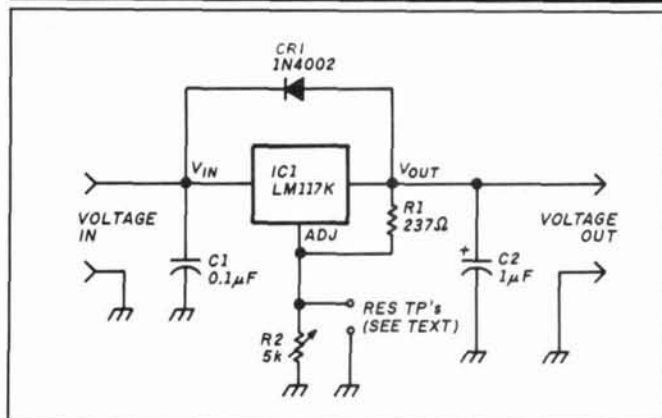 CR1
1N4002
VIN
IC1
LM117K
VOUT
R1
237Ω
ADJ
VOLTAGE
IN
VOLTAGE
OUT
C1
0.1µF
+
C2
1µF
RES TP's
(SEE TEXT)
R2
5k